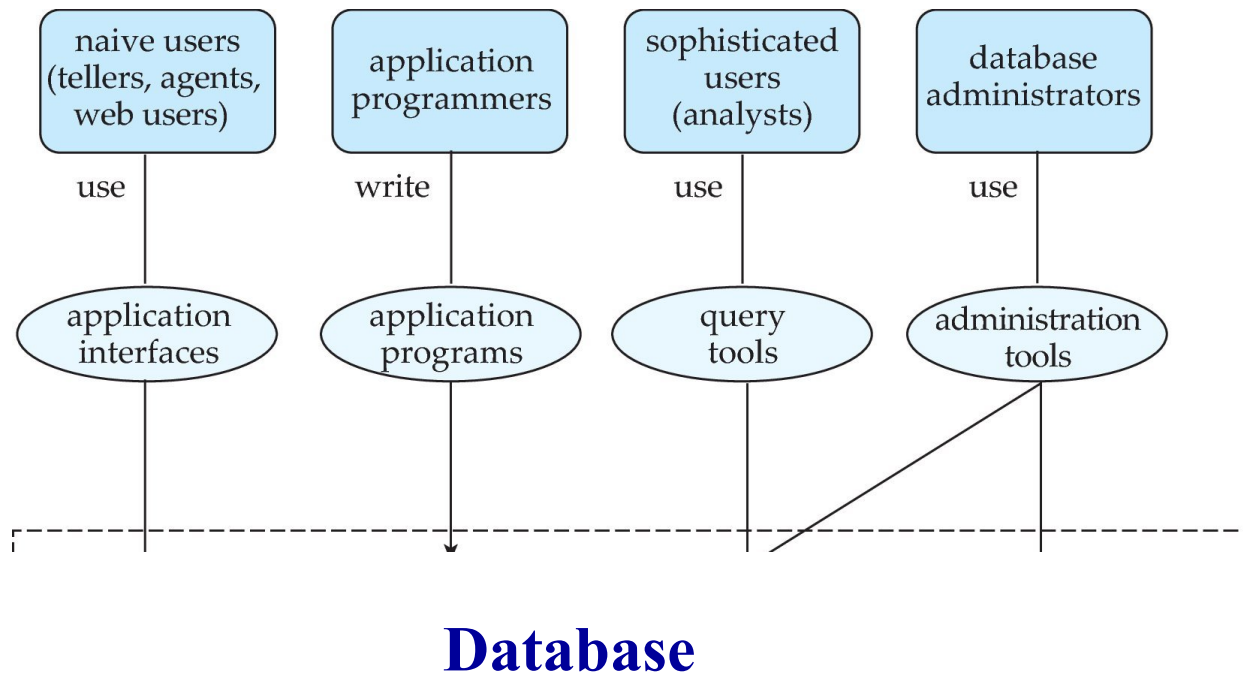 naive users
(tellers, agents,
web users)
application
programmers
sophisticated
users
(analysts)
database
administrators
use
write
use
use
application
interfaces
application
programs
query
tools
administration
tools
Database